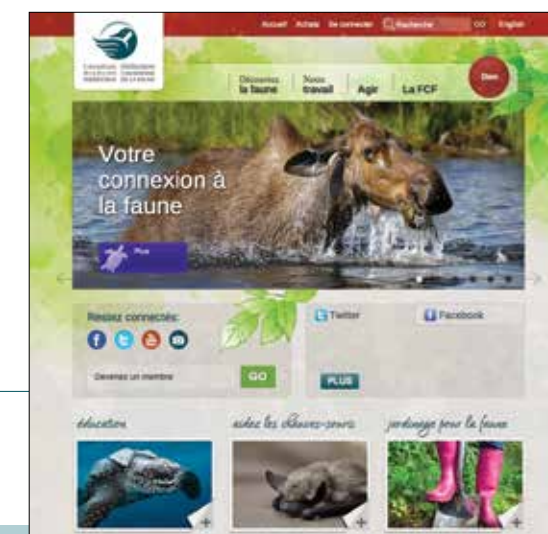 Accueil Achats Se connecter Recherche GO English
Découvrez
la faune
Notre
travail
Agir
La FCF
Don
Votre
connexion à
la faune
Plus
Restez connectés:
Devenez un membre
GO
Twitter
Facebook
PLUS
éducation
aidez les chauves-souris
jardinage pour la faune